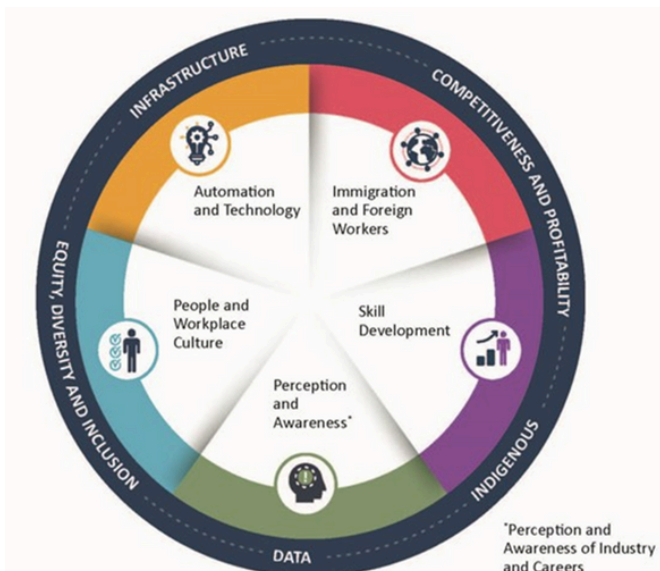 INFRASTRUCTURE
COMPETITIVENESS AND PROFITABILITY
Automation
and Technology
Immigration
and Foreign
Workers
EQUITY, DIVERSITY AND INCLUSION
People and
Workplace
Culture
Skill
Development
Perception
and
Awareness*
INDIGENOUS
DATA
*Perception and
Awareness of Industry
and Careers